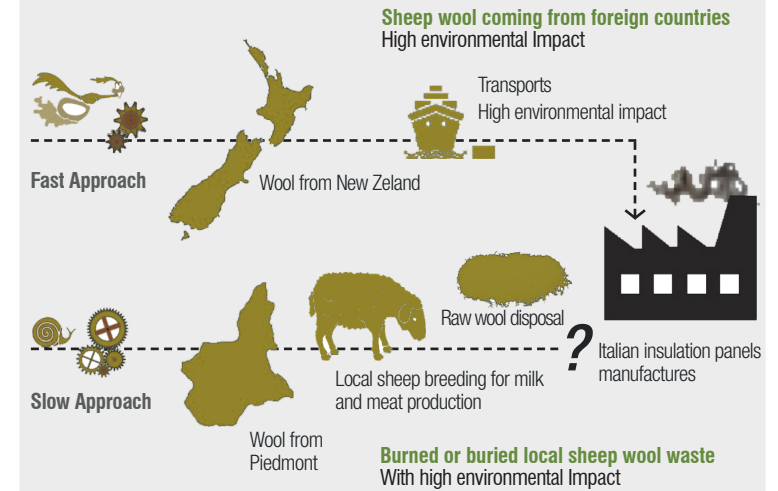 Sheep wool coming from foreign countries
High environmental Impact
Transports
High environmental impact
Fast Approach
Wool from New Zeland
Raw wool disposal
?
Italian insulation panels
manufactures
Local sheep breeding for milk
and meat production
Slow Approach
Wool from
Piedmont
Burned or buried local sheep wool waste
With high environmental Impact